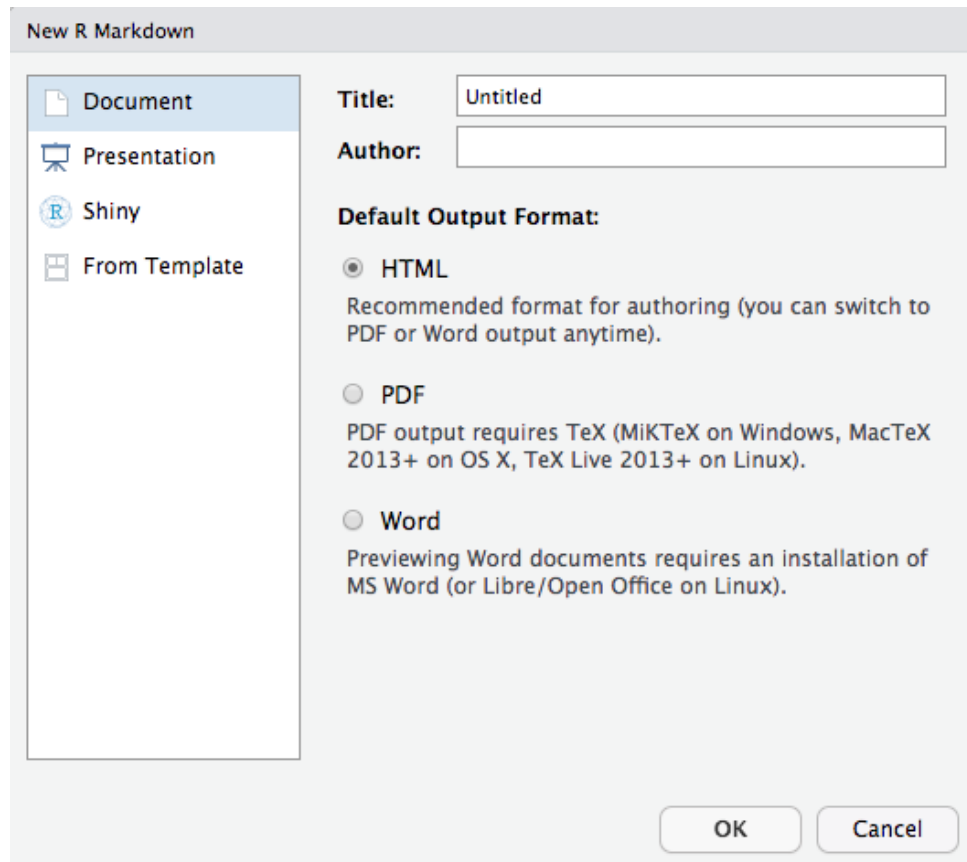 New R Markdown
Document
Presentation
R Shiny
From Template
Title: Untitled
Author:
Default Output Format:
HTML
Recommended format for authoring (you can switch to
PDF or Word output anytime).
PDF
PDF output requires TeX (MiKTeX on Windows, MacTeX
2013+ on OS X, TeX Live 2013+ on Linux).
Word
Previewing Word documents requires an installation of
MS Word (or Libre/Open Office on Linux).
OK Cancel